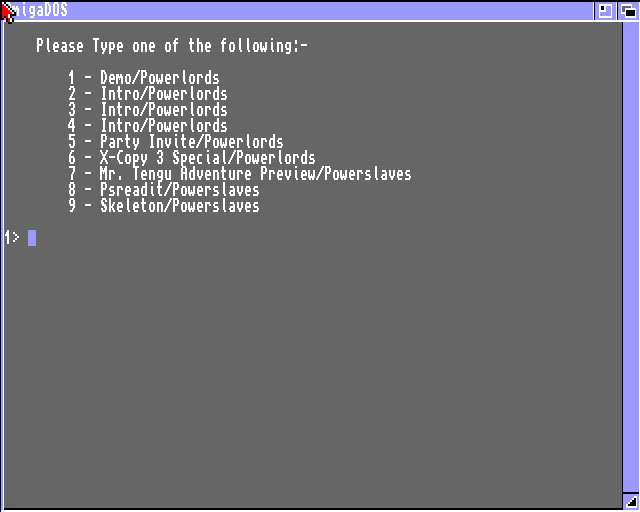 AmigaDOS
Please Type one of the following:-
1 - Demo/Powerlords
2 - Intro/Powerlords
3 - Intro/Powerlords
4 - Intro/Powerlords
5 - Party Invite/Powerlords
6 - X-Copy 3 Special/Powerlords
7 - Mr. Tengu Adventure Preview/Powerslaves
8 - Psreadit/Powerslaves
9 - Skeleton/Powerslaves
1>